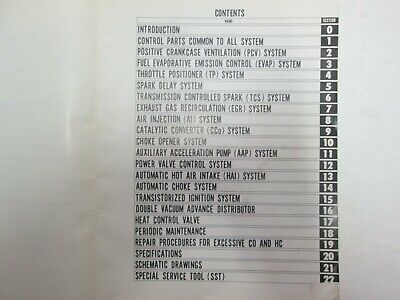 CONTENTS
NAME SECTION
INTRODUCTION 0
CONTROL PARTS COMMON TO ALL SYSTEM 1
POSITIVE CRANKCASE VENTILATION (PCV) SYSTEM 2
FUEL EVAPORATIVE EMISSION CONTROL (EVAP) SYSTEM 3
THROTTLE POSITIONER (TP) SYSTEM 4
SPARK DELAY SYSTEM 5
TRANSMISSION CONTROLLED SPARK (TCS) SYSTEM 6
EXHAUST GAS RECIRCULATION (EGR) SYSTEM 7
AIR INJECTION (AI) SYSTEM 8
CATALYTIC CONVERTER (CCo) SYSTEM 9
CHOKE OPENER SYSTEM 10
AUXILIARY ACCELERATION PUMP (AAP) SYSTEM 11
POWER VALVE CONTROL SYSTEM 12
AUTOMATIC HOT AIR INTAKE (HAI) SYSTEM 13
AUTOMATIC CHOKE SYSTEM 14
TRANSISTORIZED IGNITION SYSTEM 15
DOUBLE VACUUM ADVANCE DISTRIBUTOR 16
HEAT CONTROL VALVE 17
PERIODIC MAINTENANCE 18
REPAIR PROCEDURES FOR EXCESSIVE CO AND HC 19
SPECIFICATIONS 20
SCHEMATIC DRAWINGS 21
SPECIAL SERVICE TOOL (SST) 22